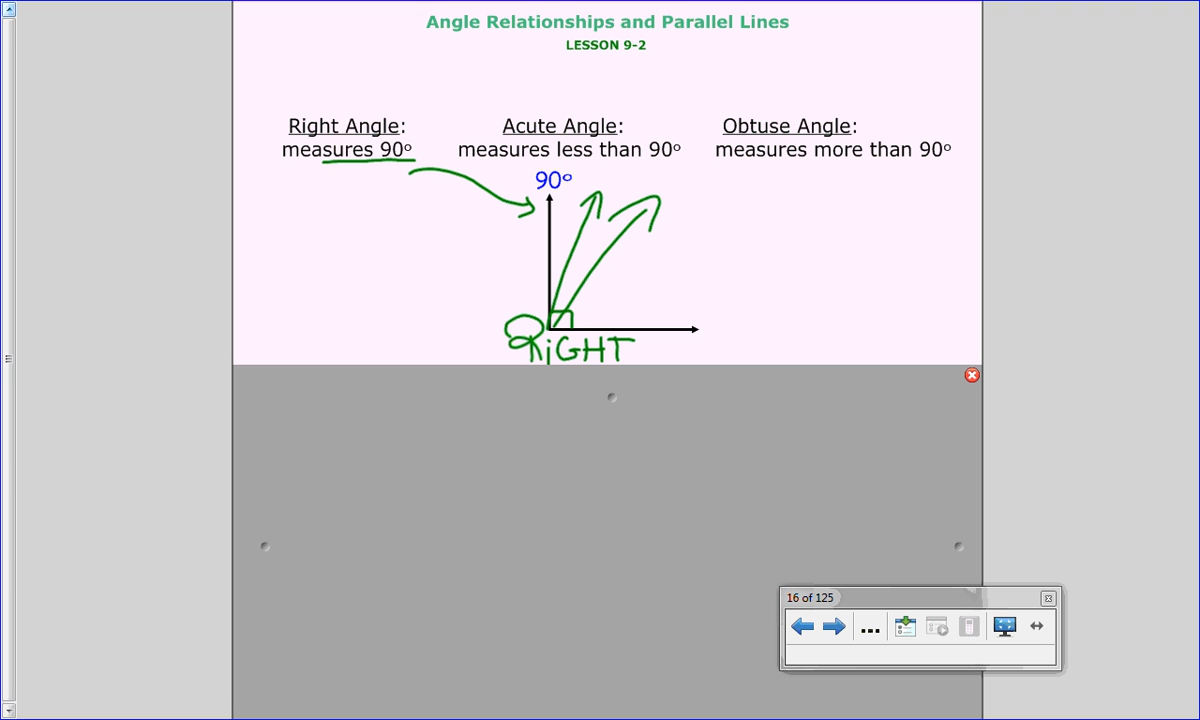 Angle Relationships and Parallel Lines
LESSON 9-2
Right Angle:
measures 90°
Acute Angle:
measures less than 90°
Obtuse Angle:
measures more than 90°
90°
RiGHT
16 of 125